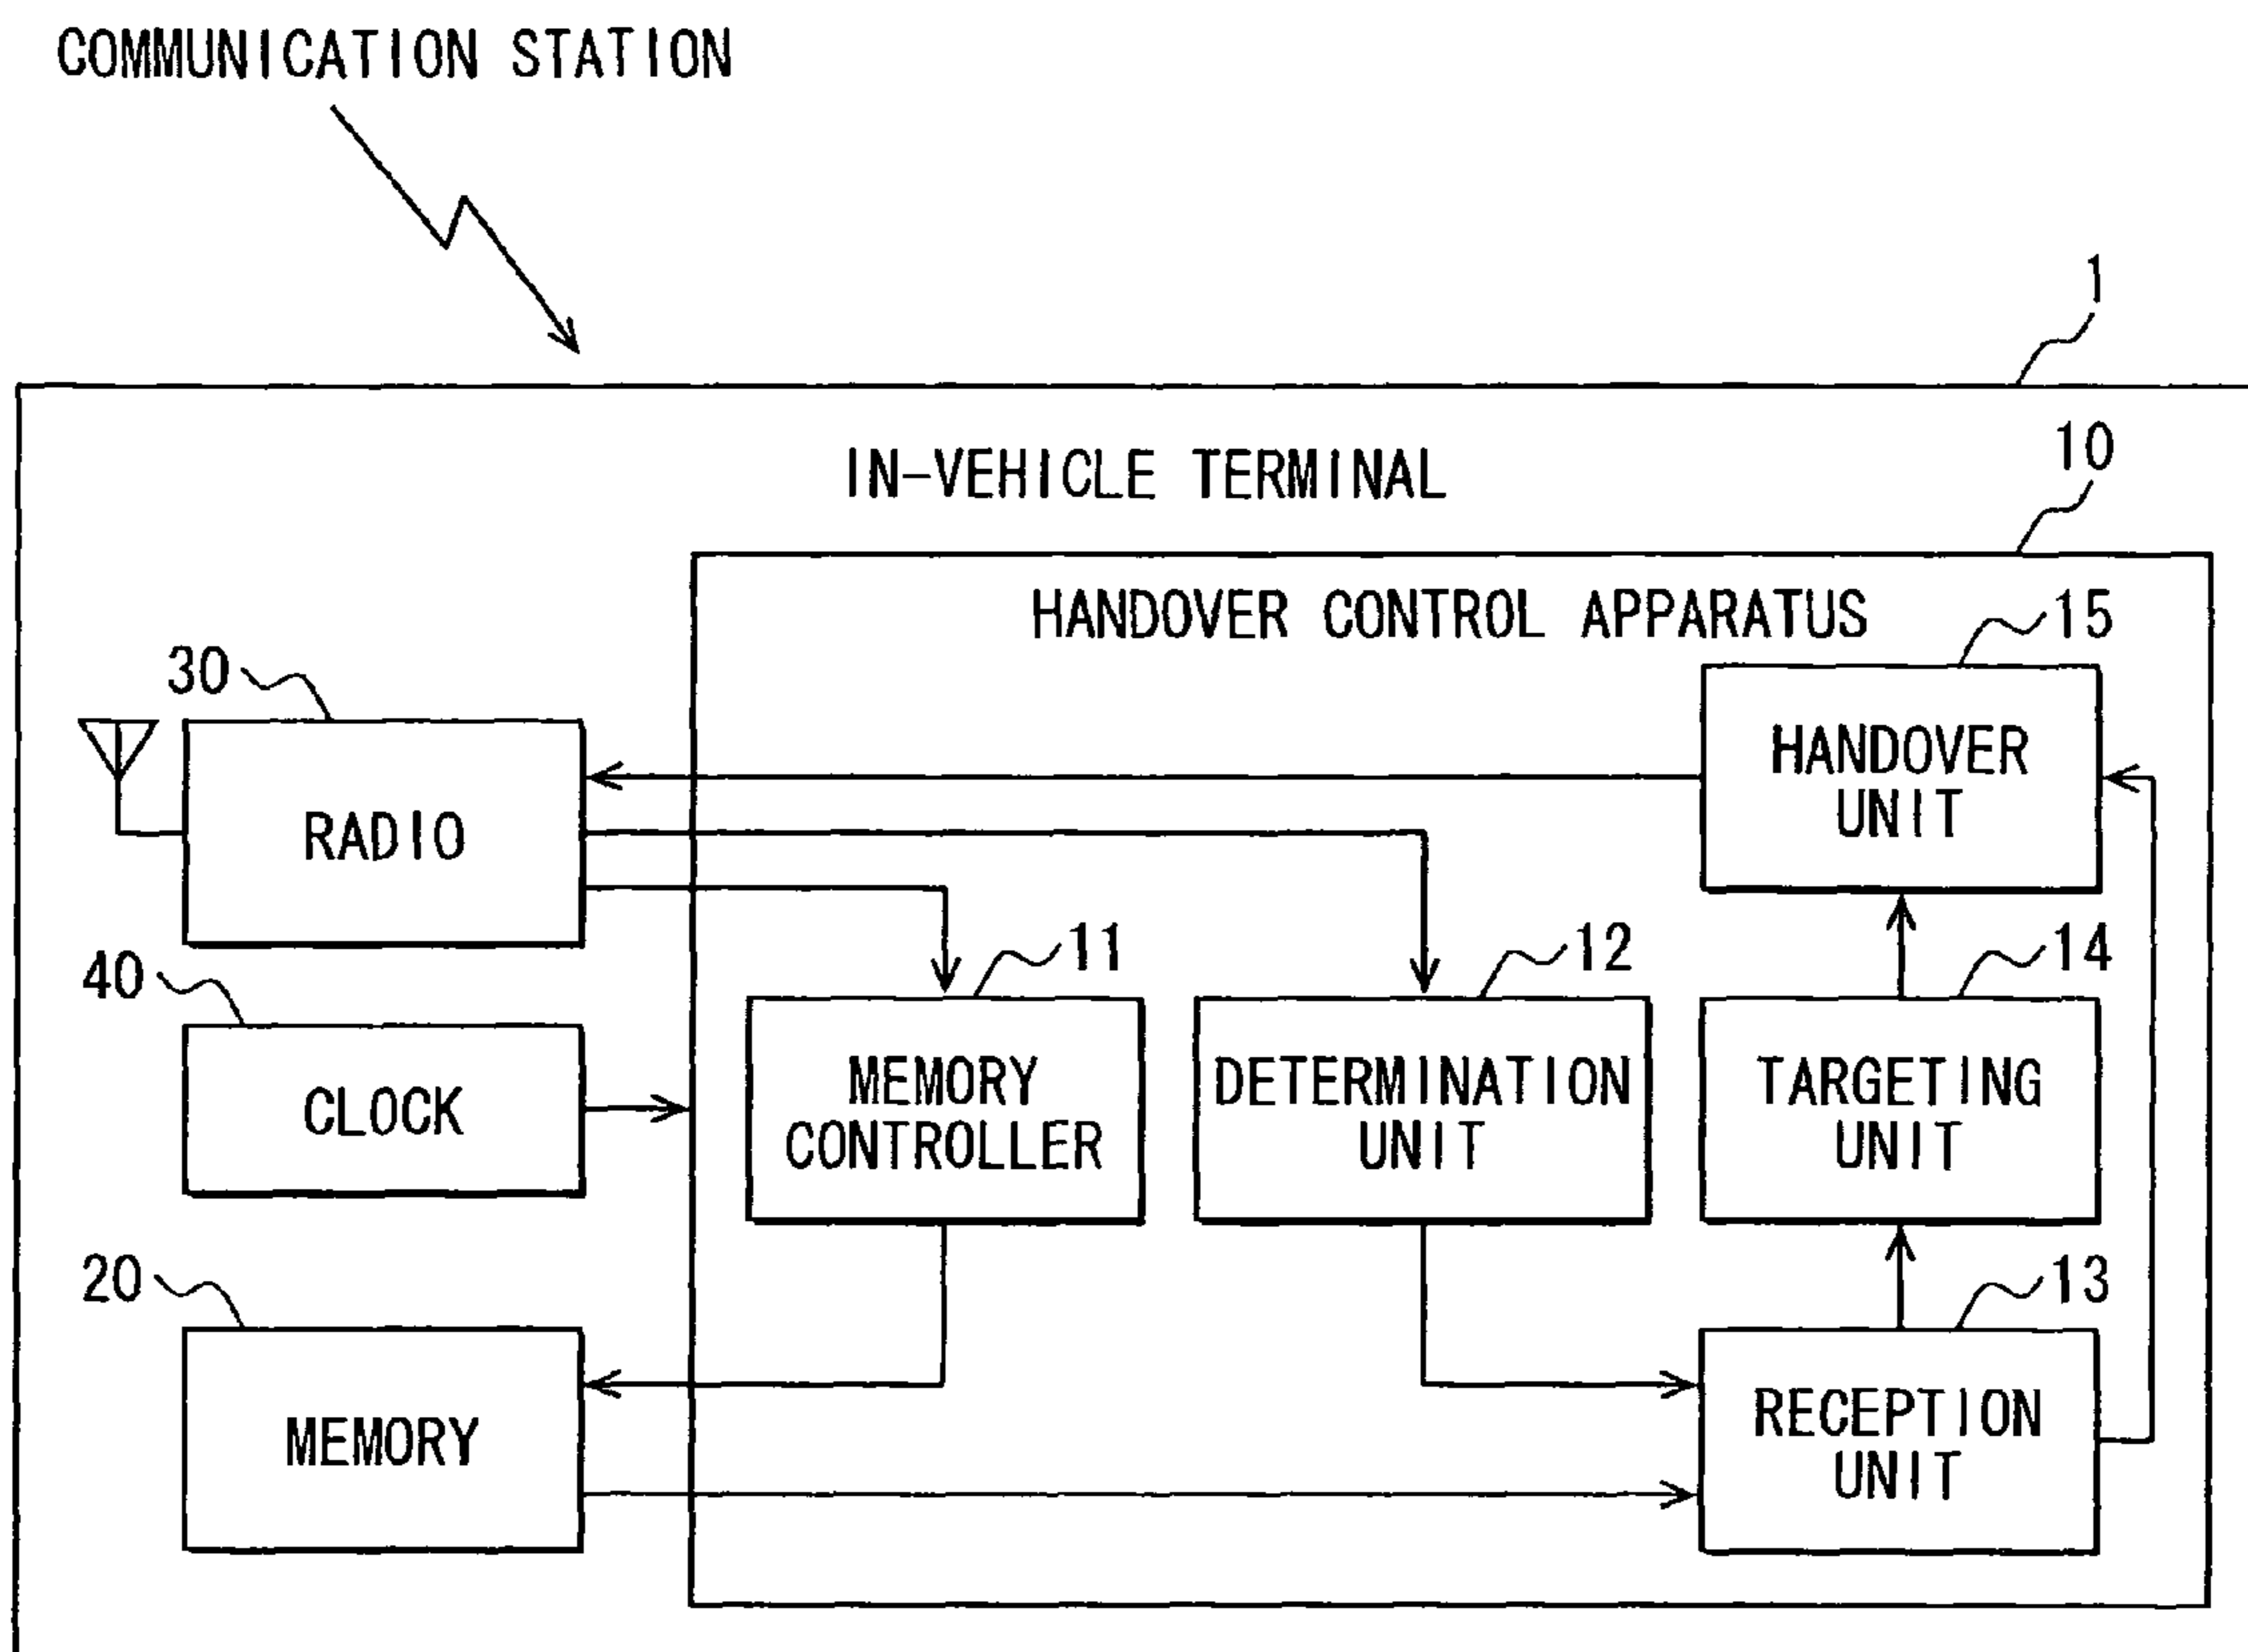 COMMUNICATION STATION
1
IN-VEHICLE TERMINAL
10
HANDOVER CONTROL APPARATUS
15
30
HANDOVER
UNIT
RADIO
11
12
14
40
CLOCK
MEMORY
CONTROLLER
DETERMINATION
UNIT
TARGETING
UNIT
20
13
MEMORY
RECEPTION
UNIT